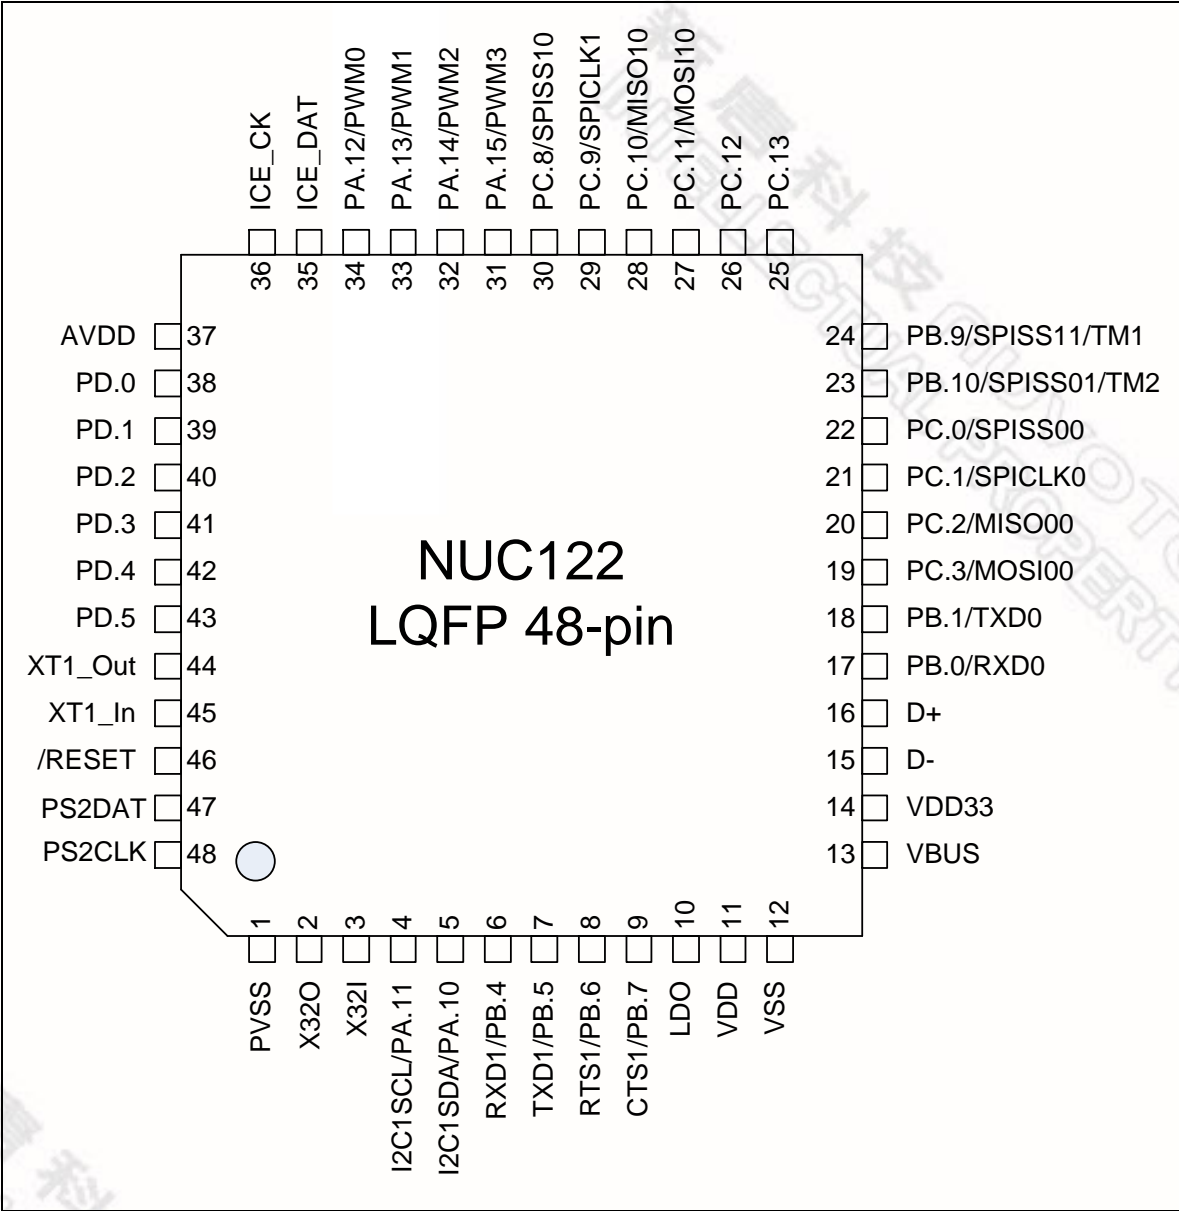 ICE_CK
ICE_DAT
PA.12/PWM0
PA.13/PWM1
PA.14/PWM2
PA.15/PWM3
PC.8/SPISS10
PC.9/SPICLK1
PC.10/MISO10
PC.11/MOSI10
PC.12
PC.13
36
35
34
33
32
31
30
29
28
27
26
25
AVDD 37
PD.0 38
PD.1 39
PD.2 40
PD.3 41
PD.4 42
PD.5 43
XT1_Out 44
XT1_In 45
/RESET 46
PS2DAT 47
PS2CLK 48
NUC122
LQFP 48-pin
24 PB.9/SPISS11/TM1
23 PB.10/SPISS01/TM2
22 PC.0/SPISS00
21 PC.1/SPICLK0
20 PC.2/MISO00
19 PC.3/MOSI00
18 PB.1/TXD0
17 PB.0/RXD0
16 D+
15 D-
14 VDD33
13 VBUS
1
2
3
4
5
6
7
8
9
10
11
12
PVSS
X32O
X32I
I2C1SCL/PA.11
I2C1SDA/PA.10
RXD1/PB.4
TXD1/PB.5
RTS1/PB.6
CTS1/PB.7
LDO
VDD
VSS
新唐科技
PROPERTY